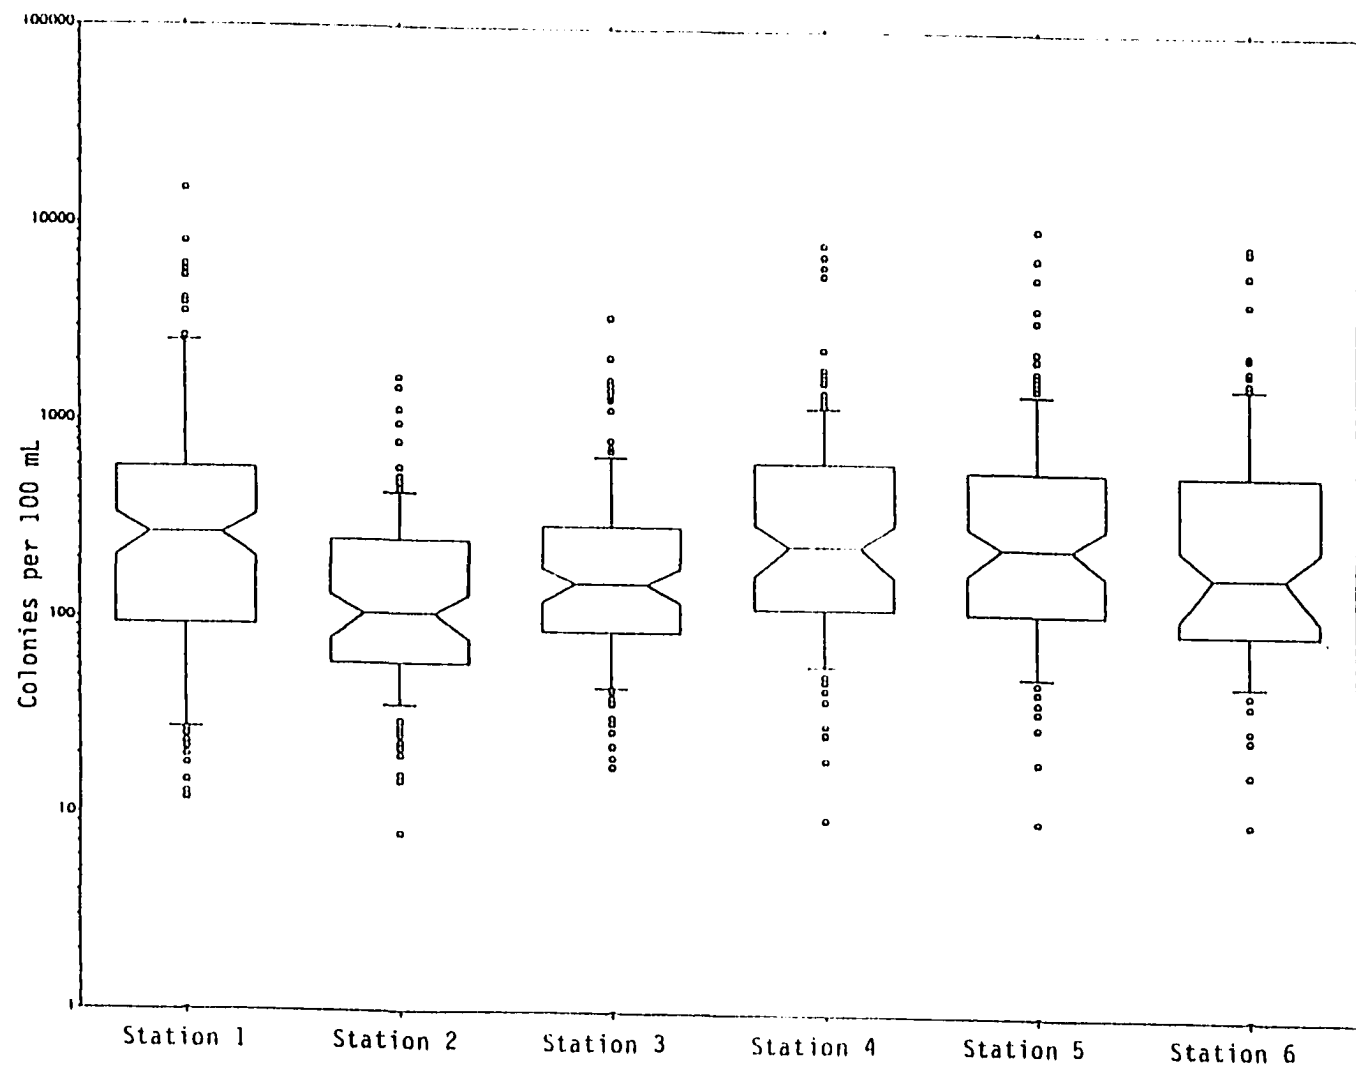 100000
10000
1000
100
10
1
Colonies per 100 mL
Station 1
Station 2
Station 3
Station 4
Station 5
Station 6